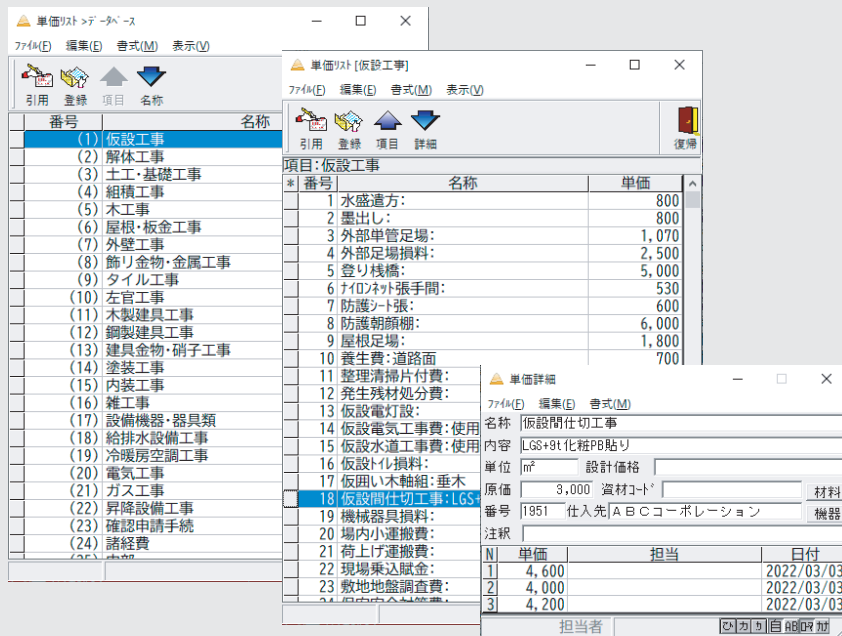 単価ﾘｽﾄ >ﾃﾞｰﾀﾍﾞｰｽ
ﾌｧｲﾙ(F) 編集(E) 書式(M) 表示(V)
引用 登録 項目 名称
番号 名称
(1) 仮設工事
(2) 解体工事
(3) 土工・基礎工事
(4) 組積工事
(5) 木工事
(6) 屋根・板金工事
(7) 外壁工事
(8) 飾り金物・金属工事
(9) タイル工事
(10) 左官工事
(11) 木製建具工事
(12) 鋼製建具工事
(13) 建具金物・硝子工事
(14) 塗装工事
(15) 内装工事
(16) 雑工事
(17) 設備機器・器具類
(18) 給排水設備工事
(19) 冷暖房空調工事
(20) 電気工事
(21) ガス工事
(22) 昇降設備工事
(23) 確認申請手続
(24) 諸経費
単価ﾘｽﾄ [仮設工事]
ﾌｧｲﾙ(F) 編集(E) 書式(M) 表示(V)
引用 登録 項目 詳細 復帰
項目:仮設工事
* 番号 名称 単価
1 水盛遣方: 800
2 墨出し: 800
3 外部単管足場: 1,070
4 外部足場損料: 2,500
5 登り桟橋: 5,000
6 ﾅｲﾛﾝﾈｯﾄ張手間: 530
7 防護ｼｰﾄ張: 600
8 防護朝顔棚: 6,000
9 屋根足場: 1,800
10 養生費:道路面 700
11 整理清掃片付費:
12 発生残材処分費:
13 仮設電灯設:
14 仮設電気工事費:使用
15 仮設水道工事費:使用
16 仮設ﾄｲﾚ損料:
17 仮囲い木軸組:垂木
18 仮設間仕切工事:LGS+
19 機械器具損料:
20 場内小運搬費:
21 荷上げ運搬費:
22 現場乗込賦金:
23 敷地地盤調査費:
単価詳細
ﾌｧｲﾙ(F) 編集(E) 書式(M)
名称 仮設間仕切工事
内容 LGS+9t化粧PB貼り
単位 ㎡ 設計価格
原価 3,000 資材ｺｰﾄﾞ 材料
番号 1951 仕入先 ＡＢＣコーポレーション 機器
注釈
N 単価 担当 日付
1 4,600 2022/03/03
2 4,000 2022/03/03
3 4,200 2022/03/03
担当者